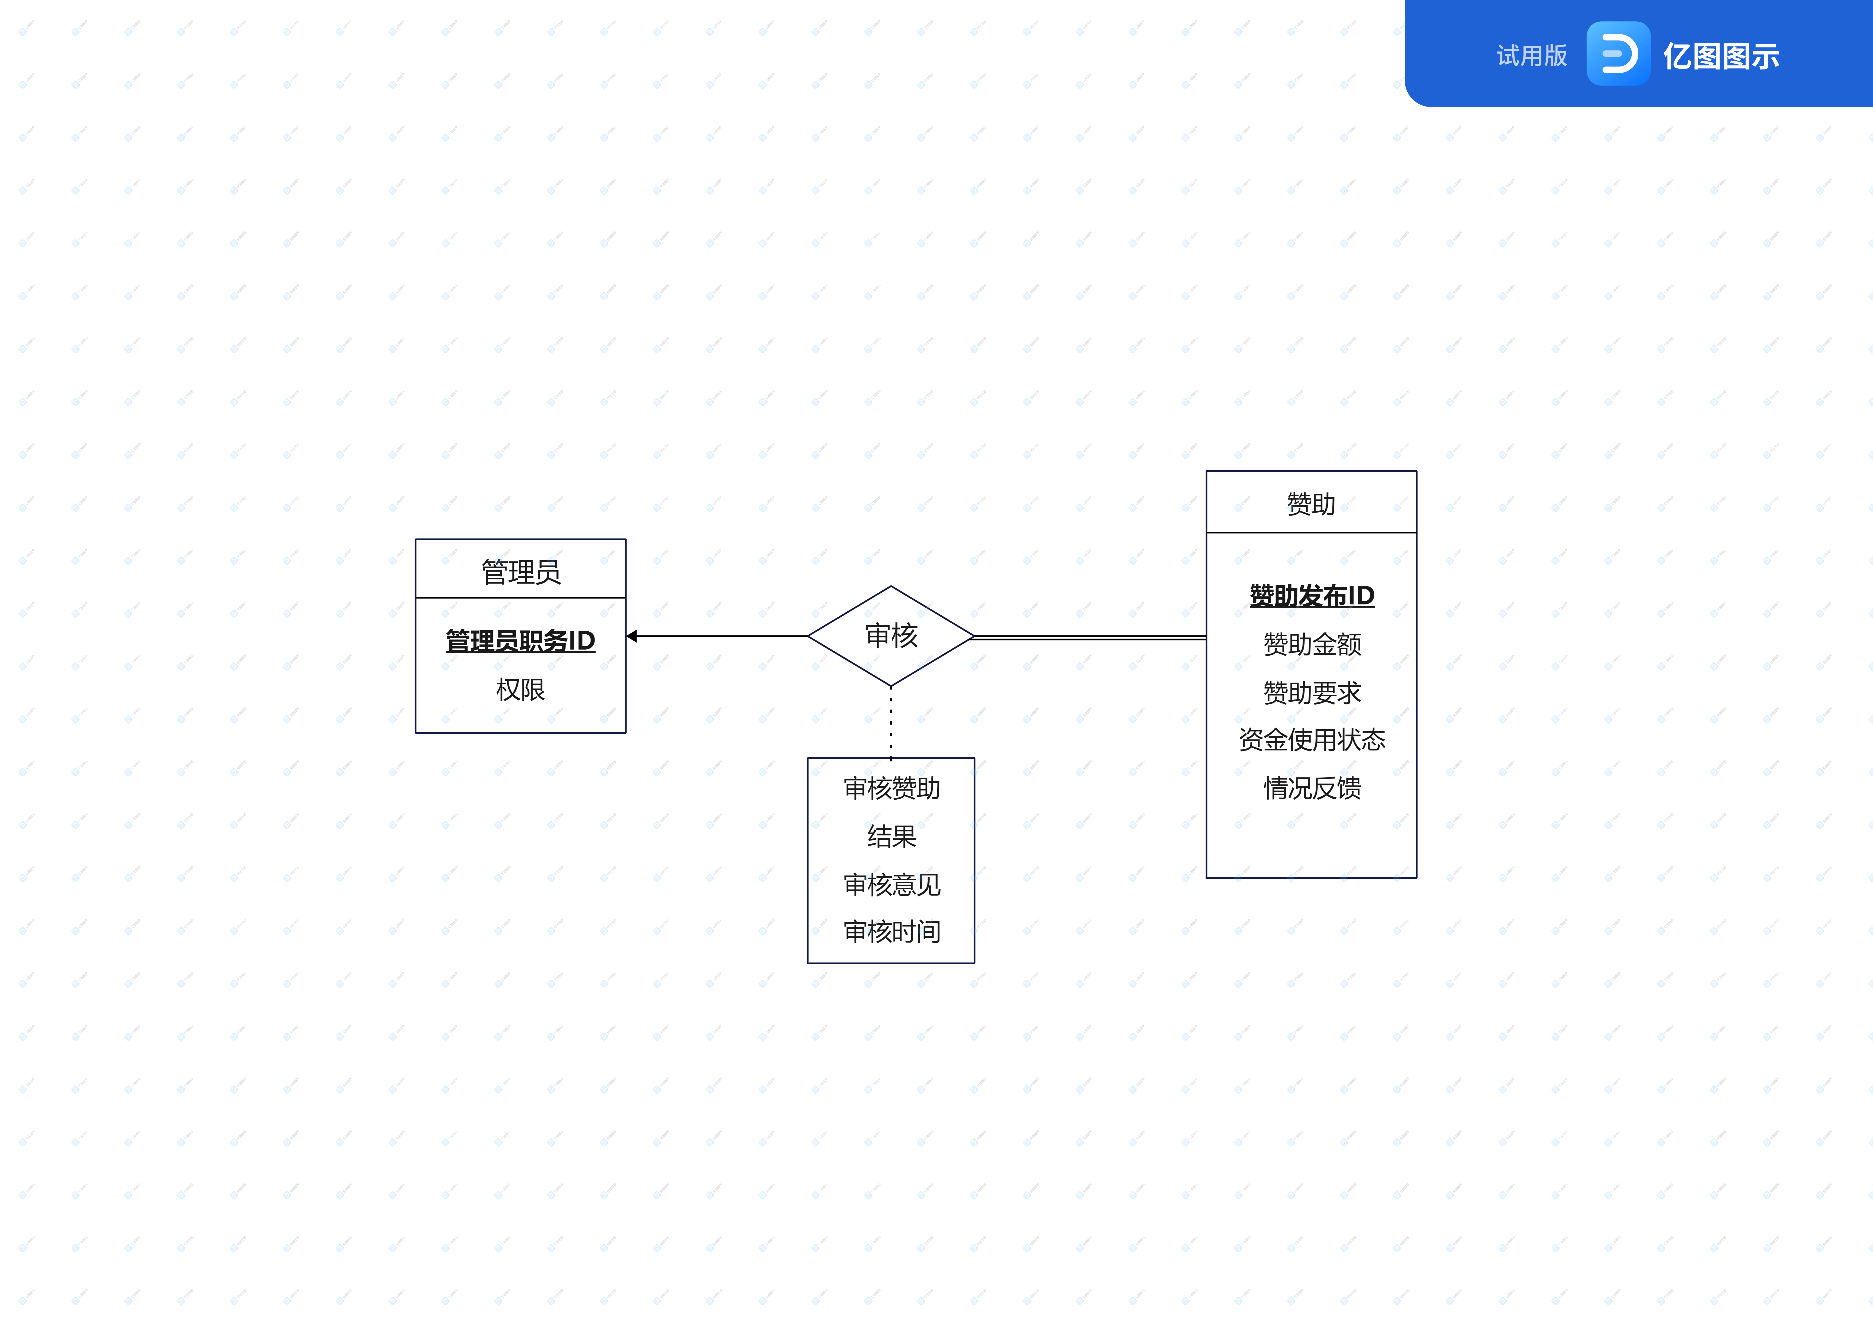 试用版
亿图图示
管理员
管理员职务ID
权限
审核
审核赞助
结果
审核意见
审核时间
赞助
赞助发布ID
赞助金额
赞助要求
资金使用状态
情况反馈